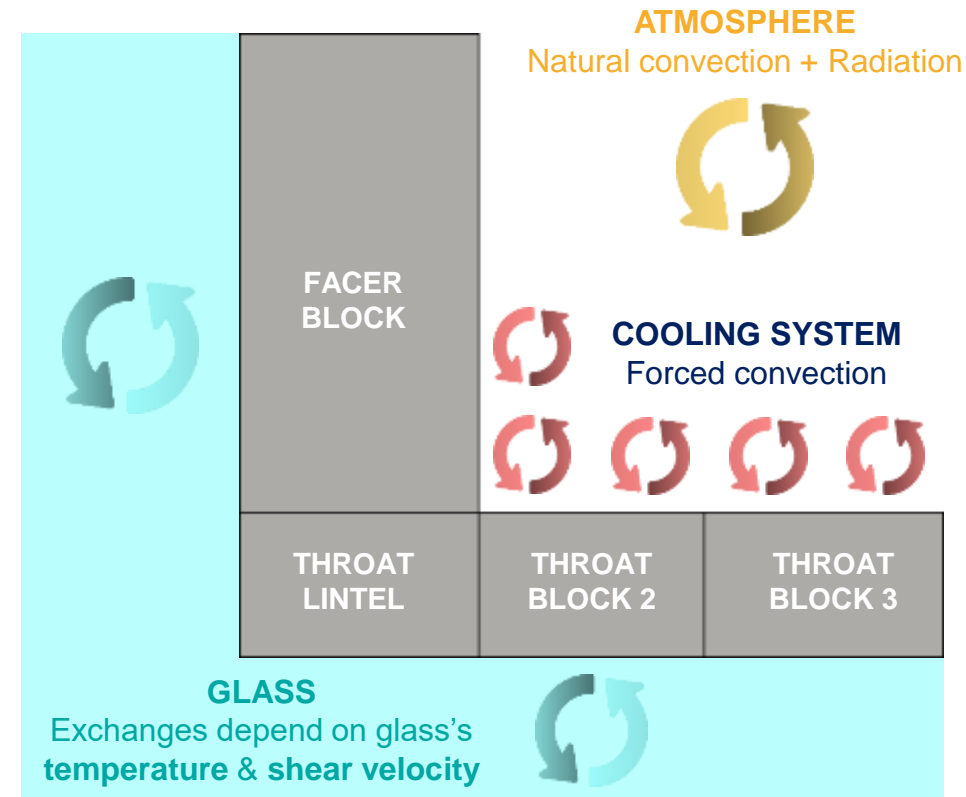 ATMOSPHERE
Natural convection + Radiation
FACER
BLOCK
COOLING SYSTEM
Forced convection
THROAT
LINTEL
THROAT
BLOCK 2
THROAT
BLOCK 3
GLASS
Exchanges depend on glass's
temperature & shear velocity